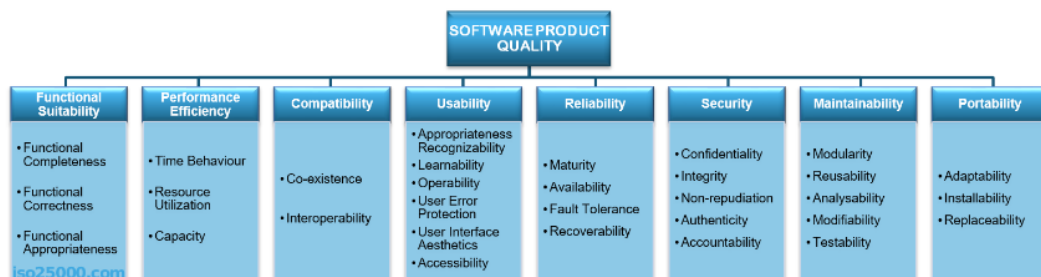 SOFTWARE PRODUCT
QUALITY
Functional
Suitability
• Functional
Completeness
• Functional
Correctness
• Functional
Appropriateness
Performance
Efficiency
• Time Behaviour
• Resource
Utilization
• Capacity
Compatibility
• Co-existence
• Interoperability
Usability
• Appropriateness
Recognizability
• Learnability
• Operability
• User Error
Protection
• User Interface
Aesthetics
• Accessibility
Reliability
• Maturity
• Availability
• Fault Tolerance
• Recoverability
Security
• Confidentiality
• Integrity
• Non-repudiation
• Authenticity
• Accountability
Maintainability
• Modularity
• Reusability
• Analysability
• Modifiability
• Testability
Portability
• Adaptability
• Installability
• Replaceability
iso25000.com